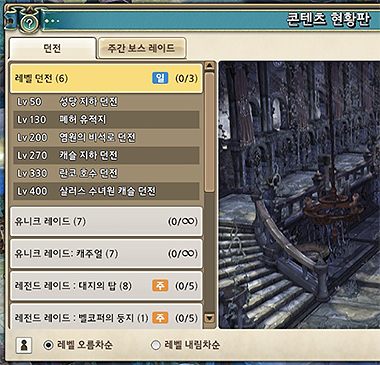 콘텐츠 현황판
던전 주간 보스 레이드
레벨 던전 (6) 일 (0/3)
Lv 50 성당 지하 던전
Lv 130 폐허 유적지
Lv 200 염원의 비석로 던전
Lv 270 캐슬 지하 던전
Lv 330 린코 호수 던전
Lv 400 살러스 수녀원 캐슬 던전
유니크 레이드 (7) (0/∞)
유니크 레이드: 캐주얼 (7) (0/∞)
레전드 레이드 : 대지의 탑 (8) 주 (0/5)
레전드 레이드 : 벨코퍼의 둥지 (1) 주 (0/5)
레벨 오름차순 레벨 내림차순